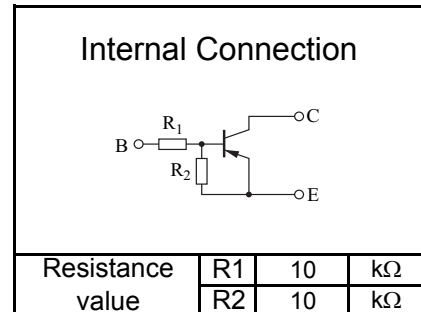 Internal Connection
R1
C
B
R2
E
Resistance value R1 10 kΩ
R2 10 kΩ